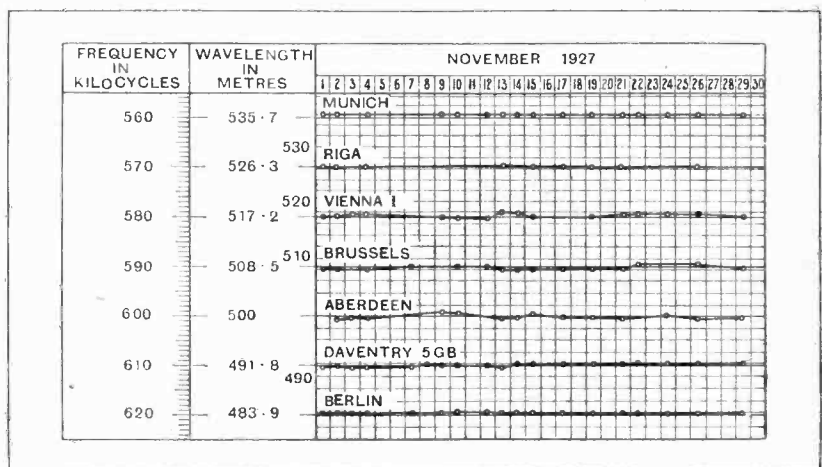 FREQUENCY IN KILOCYCLES
WAVELENGTH IN METRES
NOVEMBER 1927
1 2 3 4 5 6 7 8 9 10 11 12 13 14 15 16 17 18 19 20 21 22 23 24 25 26 27 28 29 30
MUNICH
560 535·7
530
RIGA
570 526·3
520
VIENNA 1
580 517·2
510
BRUSSELS
590 508·5
ABERDEEN
600 500
DAVENTRY 5GB
610 491·8
490
BERLIN
620 483·9